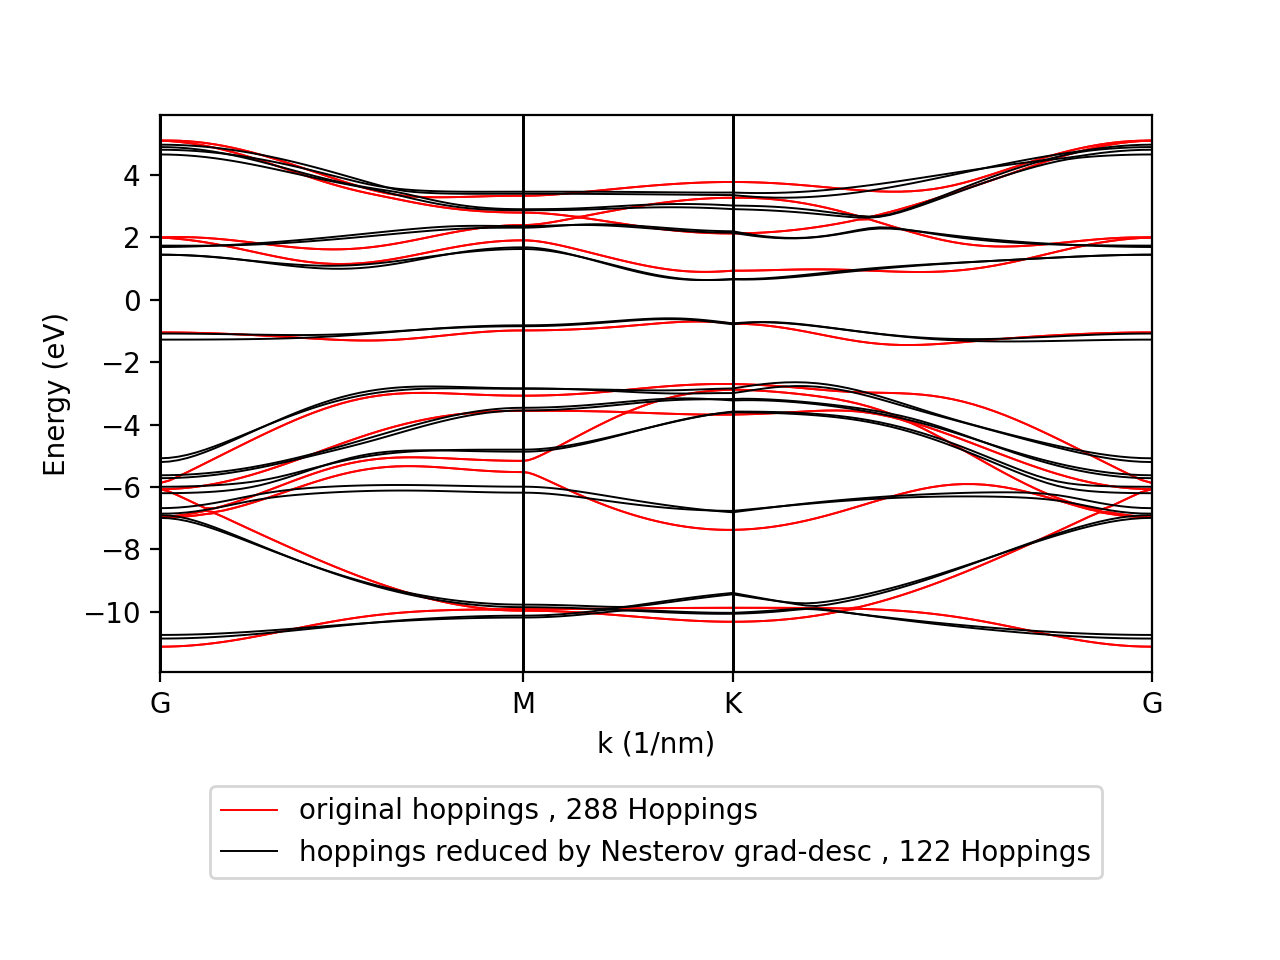 4
2
0
−2
−4
−6
−8
−10
Energy (eV)
G M K G
k (1/nm)
original hoppings , 288 Hoppings
hoppings reduced by Nesterov grad-desc , 122 Hoppings